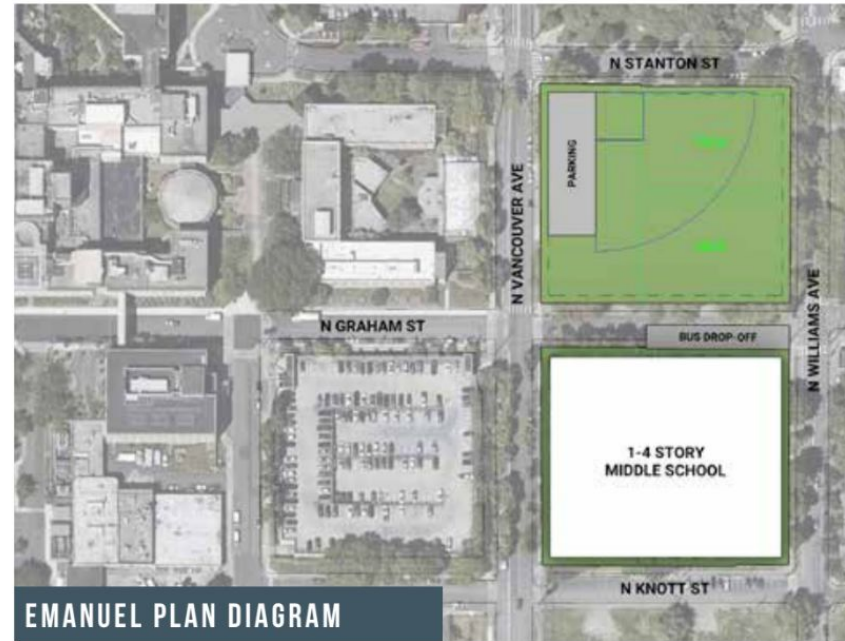 N STANTON ST
PARKING
N VANCOUVER AVE
N WILLIAMS AVE
N GRAHAM ST
BUS DROP-OFF
1-4 STORY
MIDDLE SCHOOL
N KNOTT ST
EMANUEL PLAN DIAGRAM